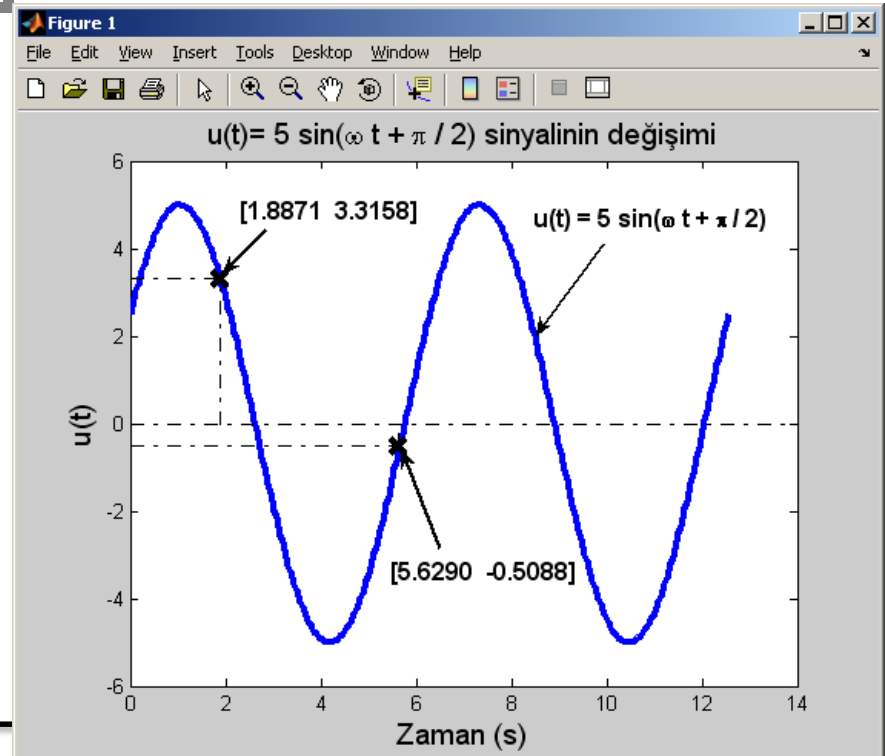 Figure 1
File Edit View Insert Tools Desktop Window Help
u(t)= 5 sin(ω t + π / 2) sinyalinin değişimi
6
[1.8871 3.3158]
u(t) = 5 sin(ω t + π / 2)
4
2
0
u(t)
-2
[5.6290 -0.5088]
-4
-6
0 2 4 6 8 10 12 14
Zaman (s)